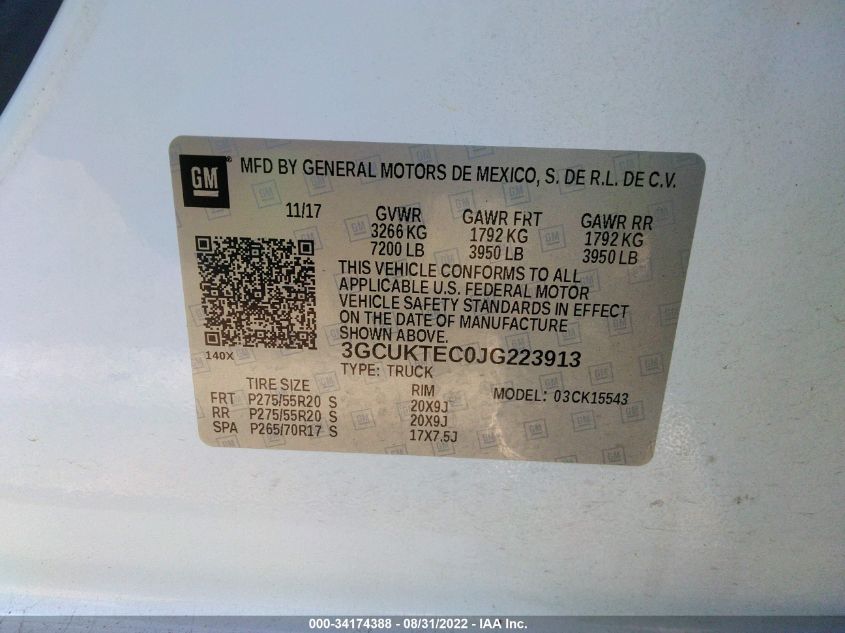 GM® MFD BY GENERAL MOTORS DE MEXICO, S. DE R.L. DE C.V.
11/17 GVWR GAWR FRT GAWR RR
3266 KG 1792 KG 1792 KG
7200 LB 3950 LB 3950 LB
THIS VEHICLE CONFORMS TO ALL
APPLICABLE U.S. FEDERAL MOTOR
VEHICLE SAFETY STANDARDS IN EFFECT
ON THE DATE OF MANUFACTURE
SHOWN ABOVE.
140X 3GCUKTEC0JG223913
TYPE: TRUCK
TIRE SIZE RIM MODEL: 03CK15543
FRT P275/55R20 S 20X9J
RR P275/55R20 S 20X9J
SPA P265/70R17 S 17X7.5J
000-34174388 - 08/31/2022 - IAA Inc.